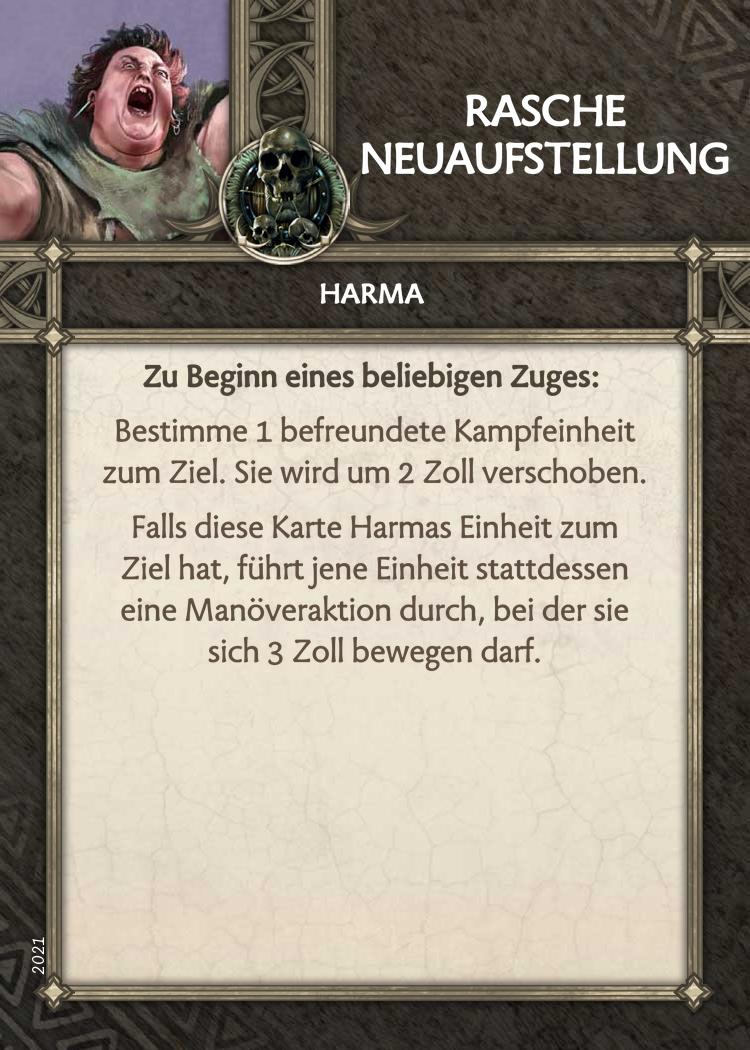 RASCHE
NEUAUFSTELLUNG
HARMA
Zu Beginn eines beliebigen Zuges:
Bestimme 1 befreundete Kampfeinheit
zum Ziel. Sie wird um 2 Zoll verschoben.
Falls diese Karte Harmas Einheit zum
Ziel hat, führt jene Einheit stattdessen
eine Manöveraktion durch, bei der sie
sich 3 Zoll bewegen darf.
2021